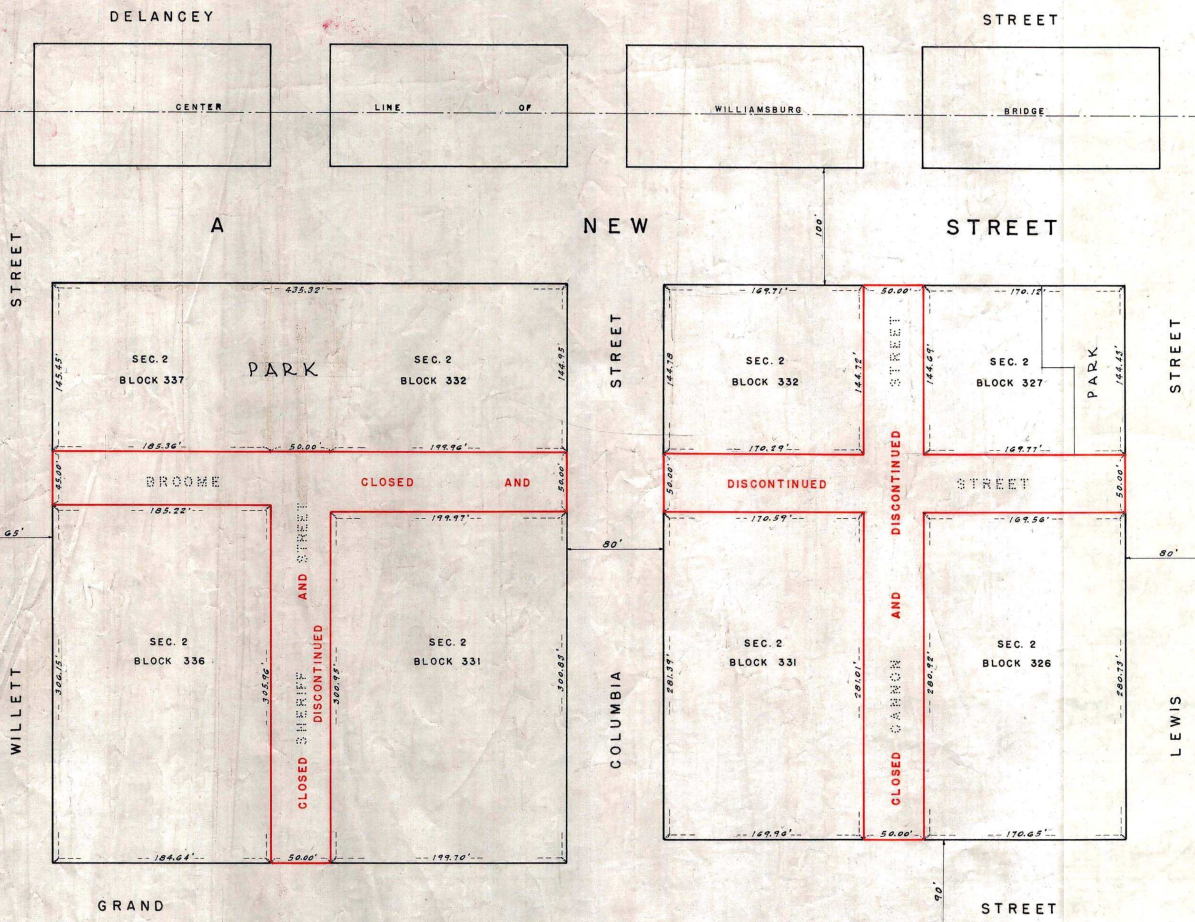 DELANCEY STREET
CENTER LINE OF WILLIAMSBURG BRIDGE
A NEW STREET
100'
STREET
435.32'
145.45'
SEC. 2
BLOCK 337
PARK
SEC. 2
BLOCK 332
144.95'
185.36' 50.00' 199.96'
STREET
169.71' 50.00' 170.12'
144.78
SEC. 2
BLOCK 332
144.72'
STREET
144.69'
SEC. 2
BLOCK 327
PARK
144.43'
170.29' 169.77'
STREET
45.00'
BROOME CLOSED AND
50.00'
50.00'
DISCONTINUED STREET
50.00'
185.22' 199.97'
170.59' 169.56'
65'
80'
80'
WILLETT
306.15'
SEC. 2
BLOCK 336
305.96'
CLOSED AND
DISCONTINUED
SHERIFF STREET
300.95'
SEC. 2
BLOCK 331
300.83'
COLUMBIA
281.39'
SEC. 2
BLOCK 331
281.01'
CLOSED AND DISCONTINUED
CANNON
280.92'
SEC. 2
BLOCK 326
280.73'
LEWIS
184.64' 50.00' 199.70'
169.96' 50.00' 170.65'
90'
GRAND STREET